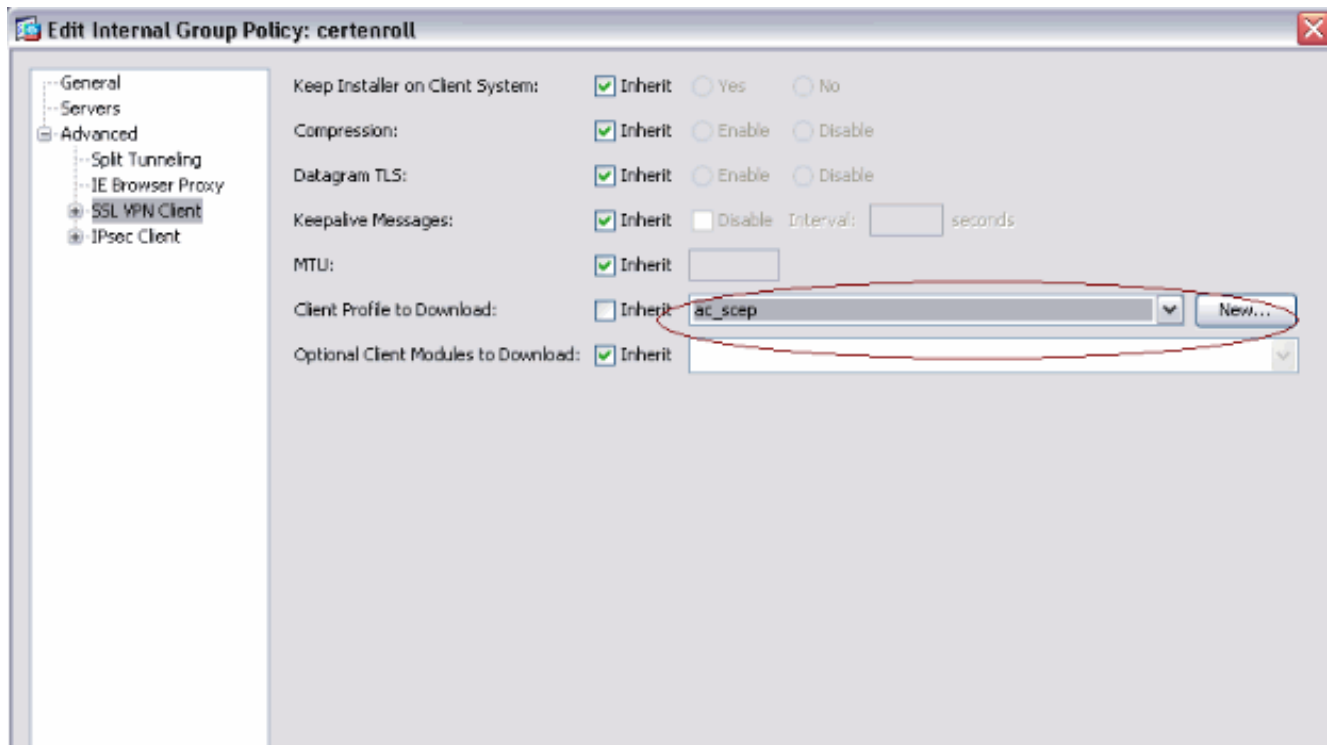 Edit Internal Group Policy: certenroll
General
Servers
Advanced
Split Tunneling
IE Browser Proxy
SSL VPN Client
IPsec Client
Keep Installer on Client System: Inherit Yes No
Compression: Inherit Enable Disable
Datagram TLS: Inherit Enable Disable
Keepalive Messages: Inherit Disable Interval: seconds
MTU: Inherit
Client Profile to Download: Inherit ac_scep New...
Optional Client Modules to Download: Inherit